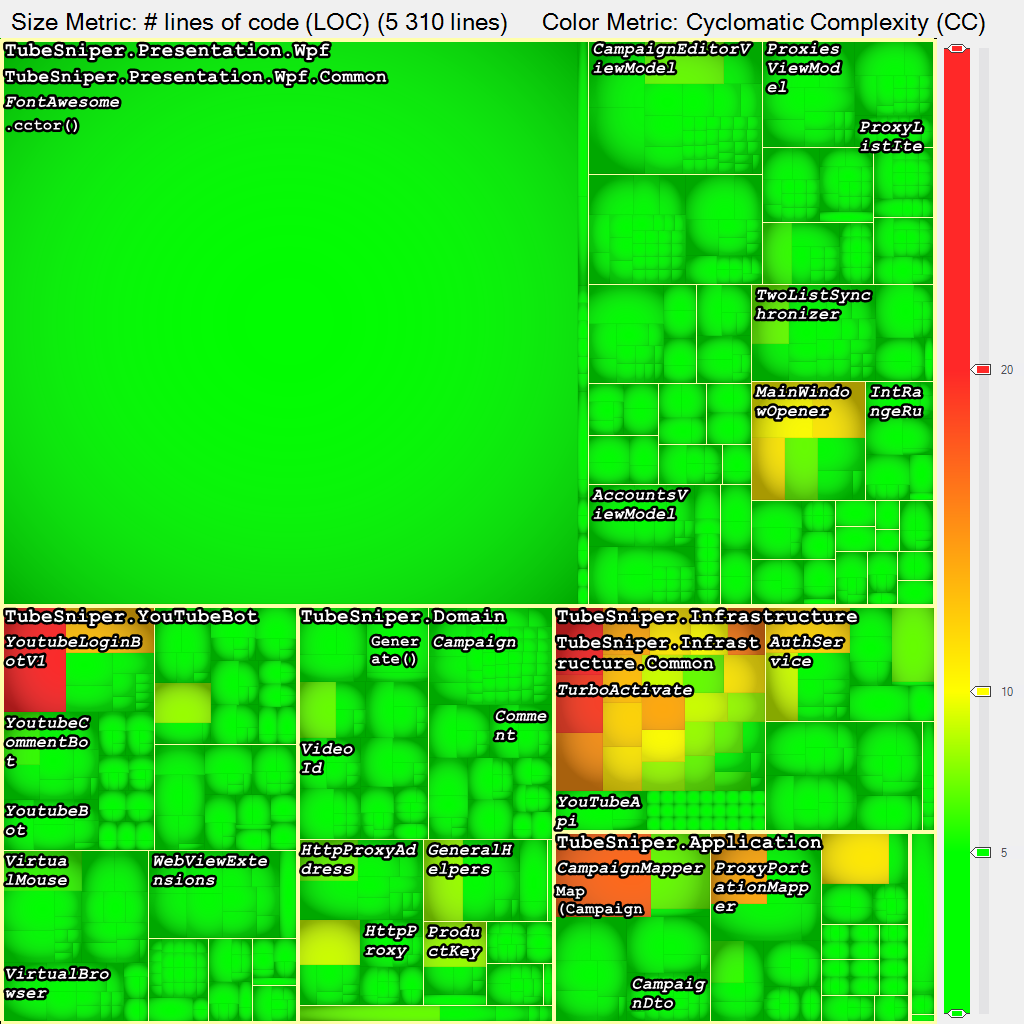 Size Metric: # lines of code (LOC) (5 310 lines)
Color Metric: Cyclomatic Complexity (CC)
TubeSniper.Presentation.Wpf
TubeSniper.Presentation.Wpf.Common
FontAwesome
.cctor()
CampaignEditorV
iewModel
Proxies
ViewMod
el
ProxyL
istIte
TwoListSync
hronizer
MainWindo
wOpener
IntRa
ngeRu
AccountsV
iewModel
20
10
5
TubeSniper.YouTubeBot
YoutubeLoginB
otV1
YoutubeC
ommentBo
t
YoutubeB
ot
Virtua
lMouse
WebViewExte
nsions
VirtualBro
wser
TubeSniper.Domain
Gener
ate()
Campaign
Comme
nt
Video
Id
HttpProxyAd
dress
GeneralH
elpers
HttpP
roxy
Produ
ctKey
TubeSniper.Infrastructure
TubeSniper.Infrast
ructure.Common
TurboActivate
AuthSer
vice
YouTubeA
pi
TubeSniper.Application
CampaignMapper
Map
(Campaign
ProxyPort
ationMapp
er
Campaig
nDto